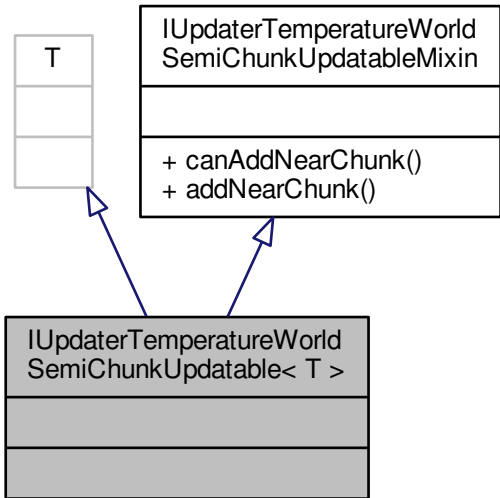 T
IUpdaterTemperatureWorld
SemiChunkUpdatableMixin
+ canAddNearChunk()
+ addNearChunk()
IUpdaterTemperatureWorld
SemiChunkUpdatable< T >